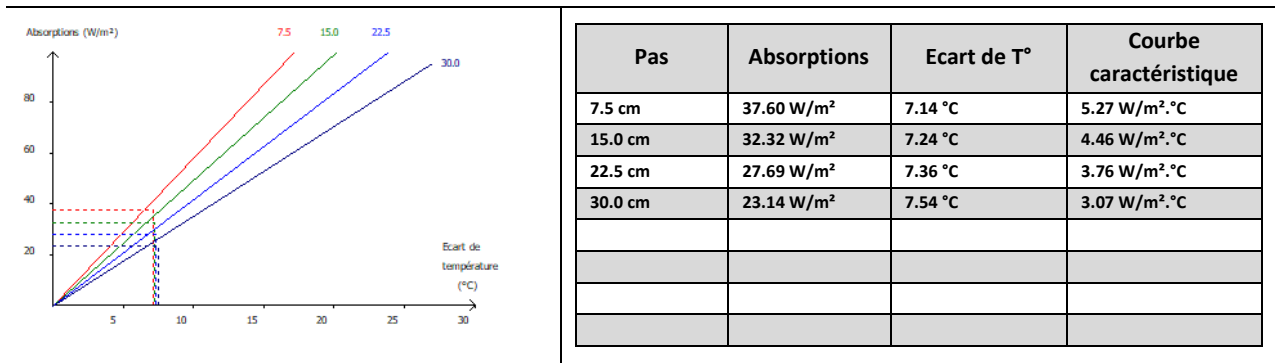 Absorptions (W/m²)
7.5 15.0 22.5
30.0
80
60
40
20
Ecart de
température
(°C)
5 10 15 20 25 30
Pas Absorptions Ecart de T° Courbe
caractéristique
7.5 cm 37.60 W/m² 7.14 °C 5.27 W/m².°C
15.0 cm 32.32 W/m² 7.24 °C 4.46 W/m².°C
22.5 cm 27.69 W/m² 7.36 °C 3.76 W/m².°C
30.0 cm 23.14 W/m² 7.54 °C 3.07 W/m².°C